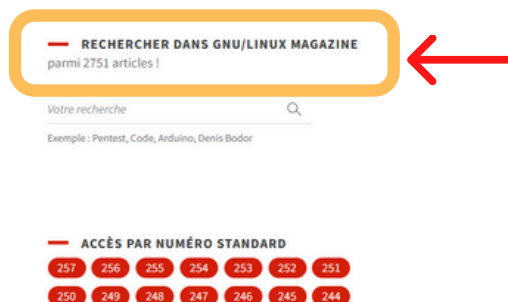 RECHERCHER DANS GNU/LINUX MAGAZINE
parmi 2751 articles !
Votre recherche
Exemple : Pentest, Code, Arduino, Denis Bodor
ACCÈS PAR NUMÉRO STANDARD
257 256 255 254 253 252 251
250 249 248 247 246 245 244